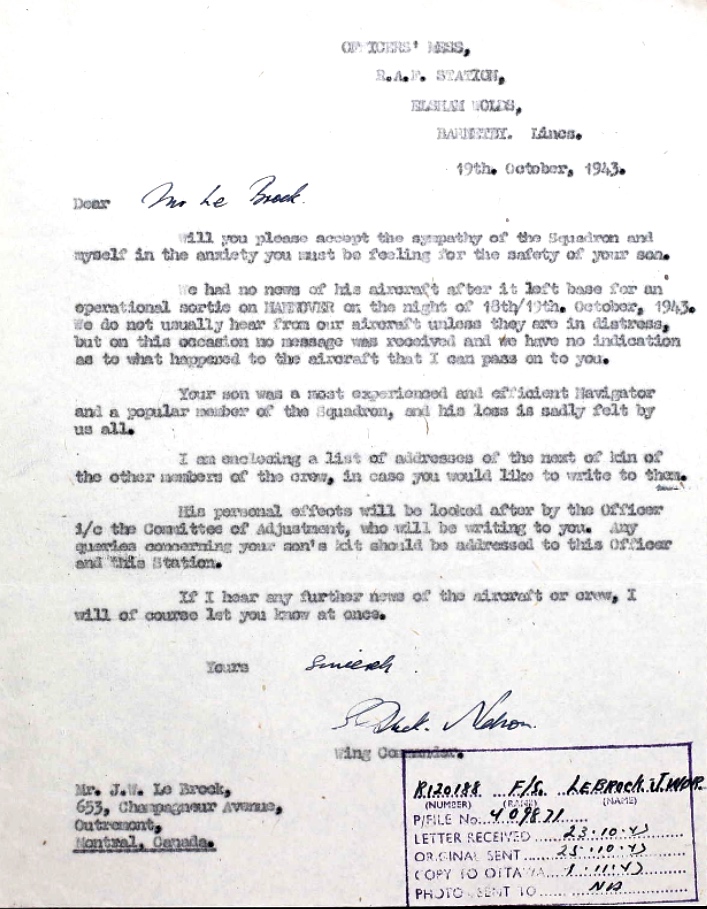 OFFICERS' MESS,
R.A.F. STATION,
ELSHAM WOLDS,
BARNETBY. Lincs.
19th. October, 1943.
Dear Mr Le Brock.
Will you please accept the sympathy of the Squadron and
myself in the anxiety you must be feeling for the safety of your son.
We had no news of his aircraft after it left base for an
operational sortie on HANNOVER on the night of 18th/19th. October, 1943.
We do not usually hear from our aircraft unless they are in distress,
but on this occasion no message was received and we have no indication
as to what happened to the aircraft that I can pass on to you.
Your son was a most experienced and efficient Navigator
and a popular member of the Squadron, and his loss is sadly felt by
us all.
I am enclosing a list of addresses of the next of kin of
the other members of the crew, in case you would like to write to them.
His personal effects will be looked after by the Officer
i/c the Committee of Adjustment, who will be writing to you. Any
queries concerning your son's kit should be addressed to this Officer
and this Station.
If I hear any further news of the aircraft or crew, I
will of course let you know at once.
Yours sincerely
Nelson.
Wing Commander.
Mr. J.W. Le Brock,
653, Champagneur Avenue,
Outremont,
Montral, Canada.
R120188 F/S. LEBROCK. J.WDR.
(NUMBER) (RANK) (NAME)
P/FILE No. 409871
LETTER RECEIVED 23.10.43
ORIGINAL SENT 25.10.43
COPY TO OTTAWA 1.11.43
PHOTO SENT TO NA